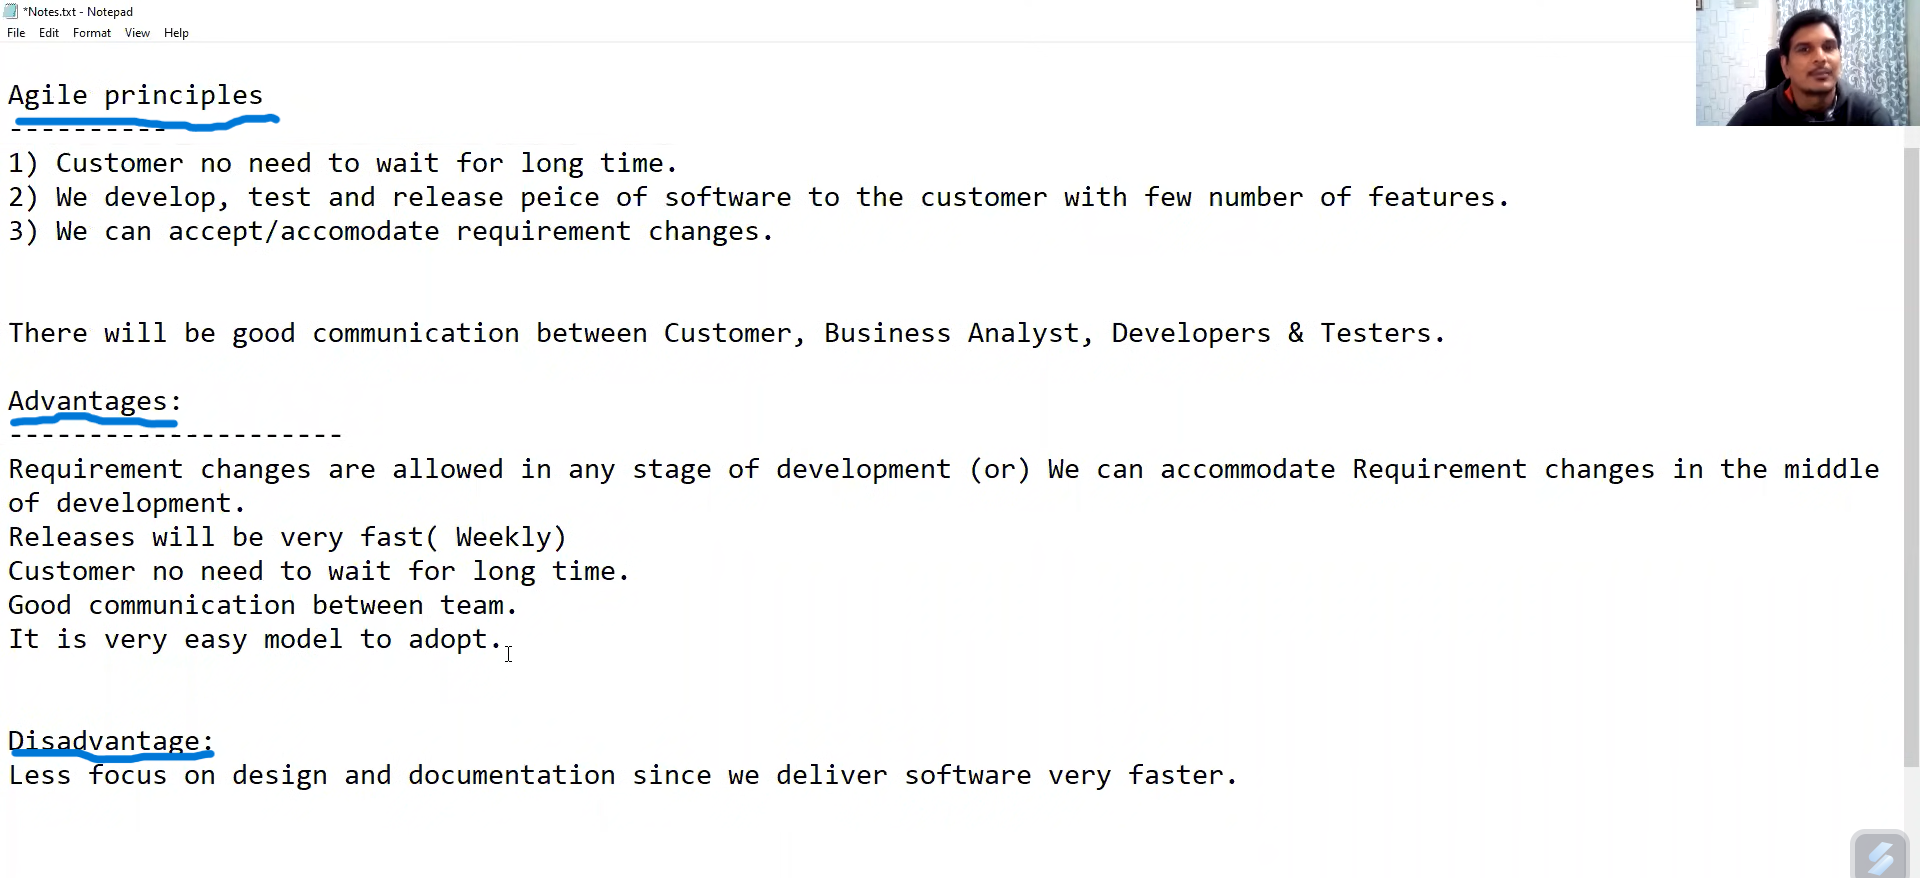 *Notes.txt - Notepad
File Edit Format View Help
Agile principles
----------
1) Customer no need to wait for long time.
2) We develop, test and release peice of software to the customer with few number of features.
3) We can accept/accomodate requirement changes.
There will be good communication between Customer, Business Analyst, Developers & Testers.
Advantages:
---------------------
Requirement changes are allowed in any stage of development (or) We can accommodate Requirement changes in the middle
of development.
Releases will be very fast( Weekly)
Customer no need to wait for long time.
Good communication between team.
It is very easy model to adopt.
Disadvantage:
Less focus on design and documentation since we deliver software very faster.